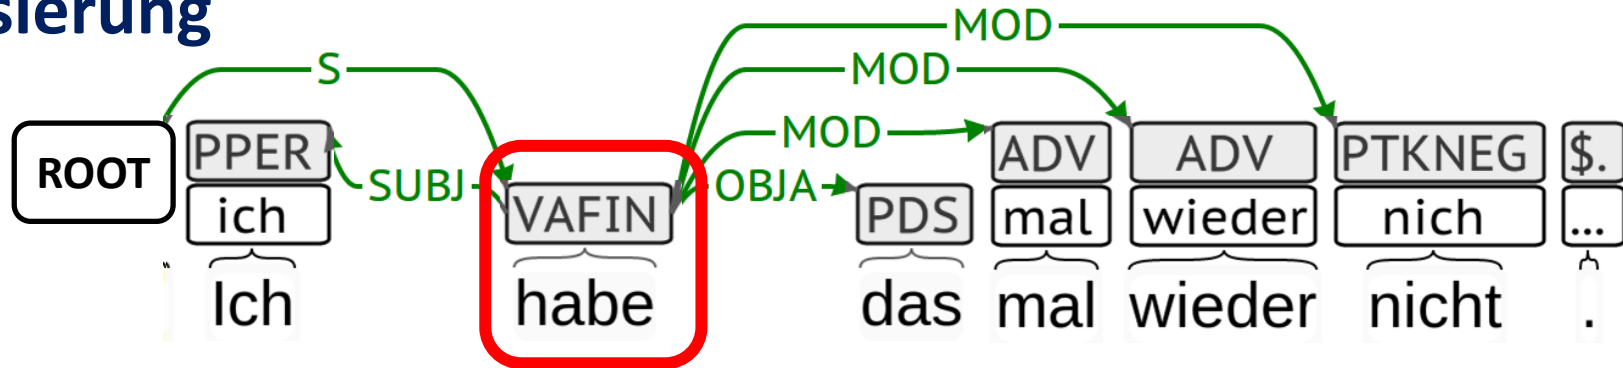 sierung
MOD
S MOD
MOD
ROOT PPER SUBJ VAFIN OBJA PDS ADV ADV PTKNEG $.
ich mal wieder nich ...
Ich habe das mal wieder nicht .